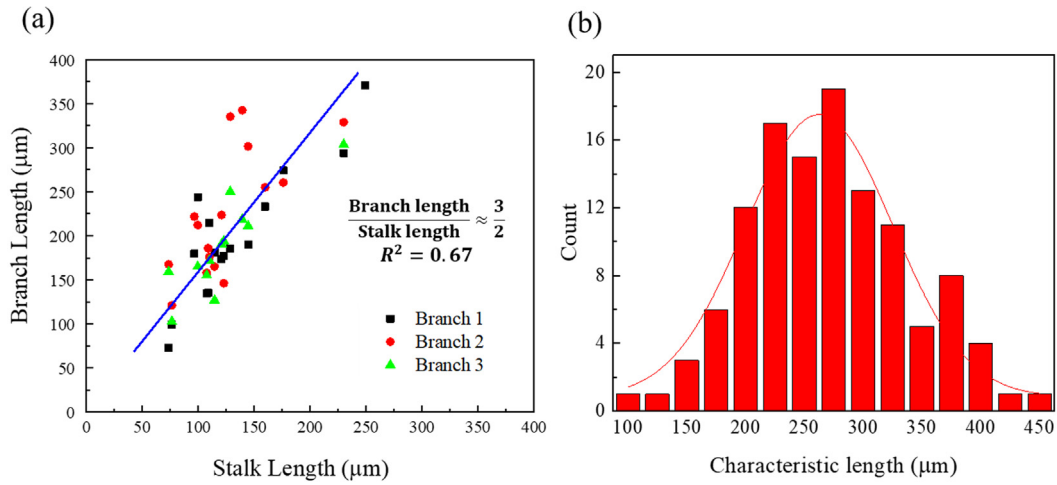 (a)
400
350
300
250
200
150
100
50
0
Branch Length (μm)
Branch length / Stalk length ≈ 3/2
R² = 0.67
Branch 1
Branch 2
Branch 3
0 50 100 150 200 250 300 350 400
Stalk Length (μm)
(b)
20
16
12
8
4
0
Count
100 150 200 250 300 350 400 450
Characteristic length (μm)